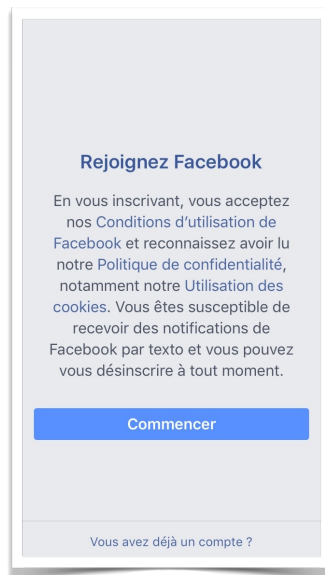 Rejoignez Facebook
En vous inscrivant, vous acceptez
nos Conditions d'utilisation de
Facebook et reconnaissez avoir lu
notre Politique de confidentialité,
notamment notre Utilisation des
cookies. Vous êtes susceptible de
recevoir des notifications de
Facebook par texto et vous pouvez
vous désinscrire à tout moment.
Commencer
Vous avez déjà un compte ?